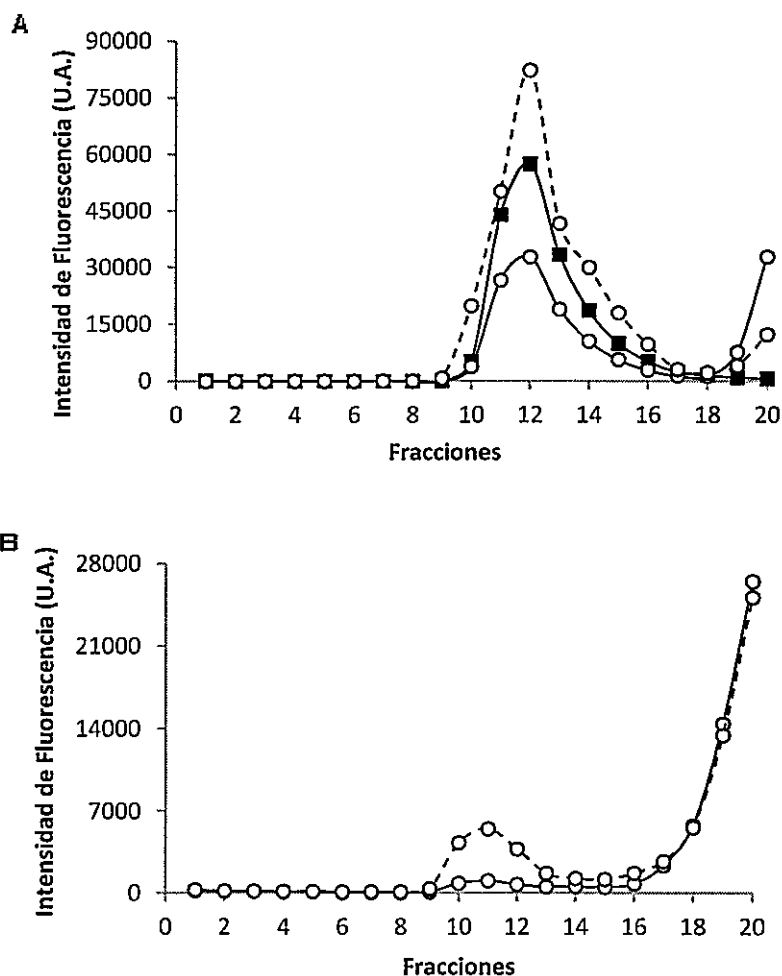 A
Intensidad de Fluorescencia (U.A.)
90000
75000
60000
45000
30000
15000
0
0 2 4 6 8 10 12 14 16 18 20
Fracciones
B
Intensidad de Fluorescencia (U.A.)
28000
21000
14000
7000
0
0 2 4 6 8 10 12 14 16 18 20
Fracciones